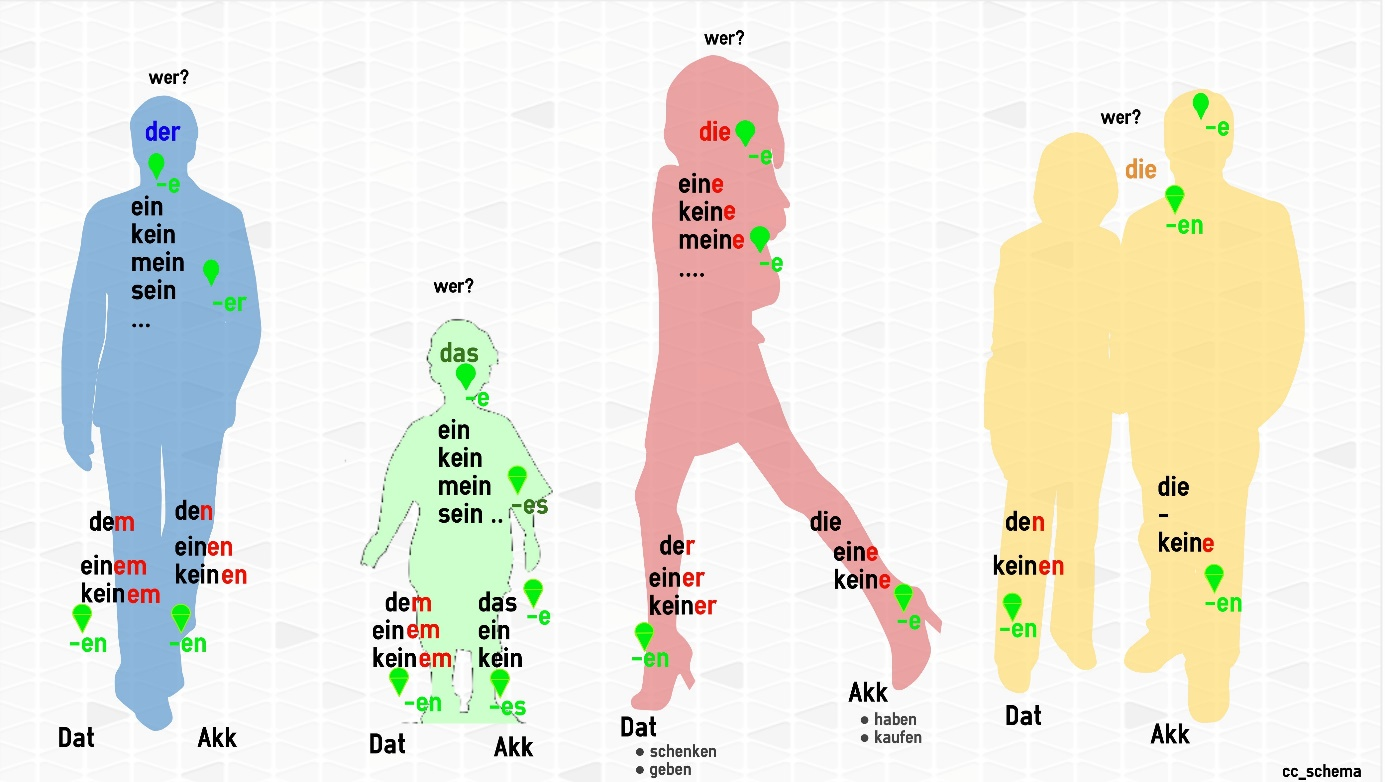 wer?
der
-e
ein
kein
mein
sein
-er
...
dem
einem
keinem
-en
den
einen
keinen
-en
Dat
Akk
wer?
das
-e
ein
kein
mein
sein ..
-es
dem
einem
keinem
-en
das
ein
kein
-e
-es
Dat
Akk
wer?
die
-e
eine
keine
meine
-e
....
der
einer
keiner
-en
die
eine
keine
-e
Dat
• schenken
• geben
Akk
• haben
• kaufen
wer?
-e
die
-en
den
keinen
-en
die
-
keine
-en
Dat
Akk
cc_schema